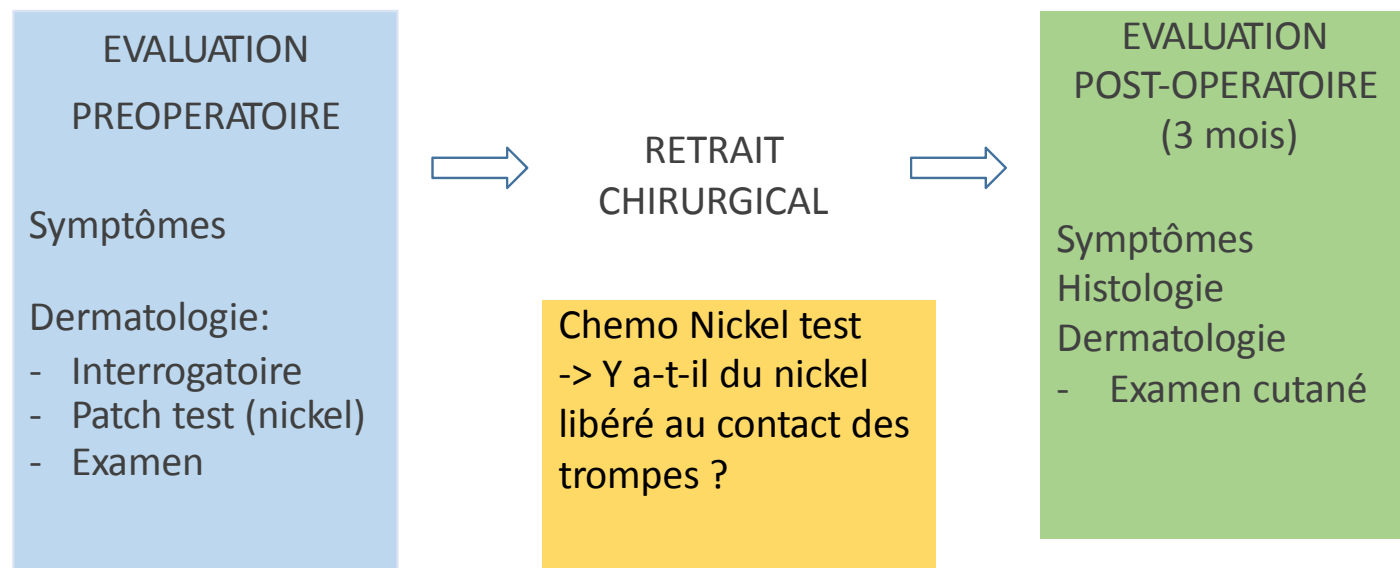 EVALUATION
PREOPERATOIRE
Symptômes
Dermatologie:
- Interrogatoire
- Patch test (nickel)
- Examen
RETRAIT
CHIRURGICAL
Chemo Nickel test
-> Y a-t-il du nickel
libéré au contact des
trompes ?
EVALUATION
POST-OPERATOIRE
(3 mois)
Symptômes
Histologie
Dermatologie
- Examen cutané